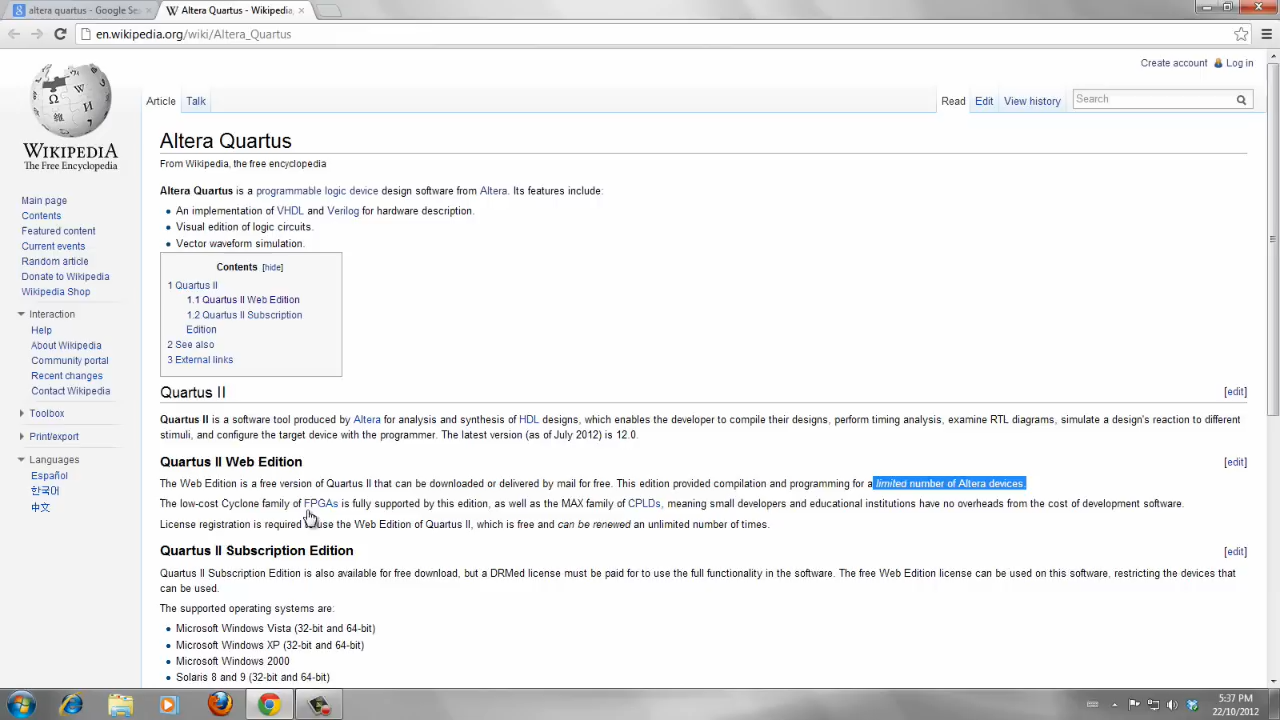 altera quartus - Google Se
Altera Quartus - Wikipedia,
en.wikipedia.org/wiki/Altera_Quartus
Create account Log in
Article Talk
Read Edit View history Search
WIKIPEDIA
The Free Encyclopedia
Main page
Contents
Featured content
Current events
Random article
Donate to Wikipedia
Wikipedia Shop
Interaction
Help
About Wikipedia
Community portal
Recent changes
Contact Wikipedia
Toolbox
Print/export
Languages
Español
한국어
中文
Altera Quartus
From Wikipedia, the free encyclopedia
Altera Quartus is a programmable logic device design software from Altera. Its features include:
An implementation of VHDL and Verilog for hardware description.
Visual edition of logic circuits.
Vector waveform simulation.
Contents [hide]
1 Quartus II
1.1 Quartus II Web Edition
1.2 Quartus II Subscription
Edition
2 See also
3 External links
Quartus II [edit]
Quartus II is a software tool produced by Altera for analysis and synthesis of HDL designs, which enables the developer to compile their designs, perform timing analysis, examine RTL diagrams, simulate a design's reaction to different
stimuli, and configure the target device with the programmer. The latest version (as of July 2012) is 12.0.
Quartus II Web Edition [edit]
The Web Edition is a free version of Quartus II that can be downloaded or delivered by mail for free. This edition provided compilation and programming for a limited number of Altera devices.
The low-cost Cyclone family of FPGAs is fully supported by this edition, as well as the MAX family of CPLDs, meaning small developers and educational institutions have no overheads from the cost of development software.
License registration is required to use the Web Edition of Quartus II, which is free and can be renewed an unlimited number of times.
Quartus II Subscription Edition [edit]
Quartus II Subscription Edition is also available for free download, but a DRMed license must be paid for to use the full functionality in the software. The free Web Edition license can be used on this software, restricting the devices that
can be used.
The supported operating systems are:
Microsoft Windows Vista (32-bit and 64-bit)
Microsoft Windows XP (32-bit and 64-bit)
Microsoft Windows 2000
Solaris 8 and 9 (32-bit and 64-bit)
5:37 PM
22/10/2012